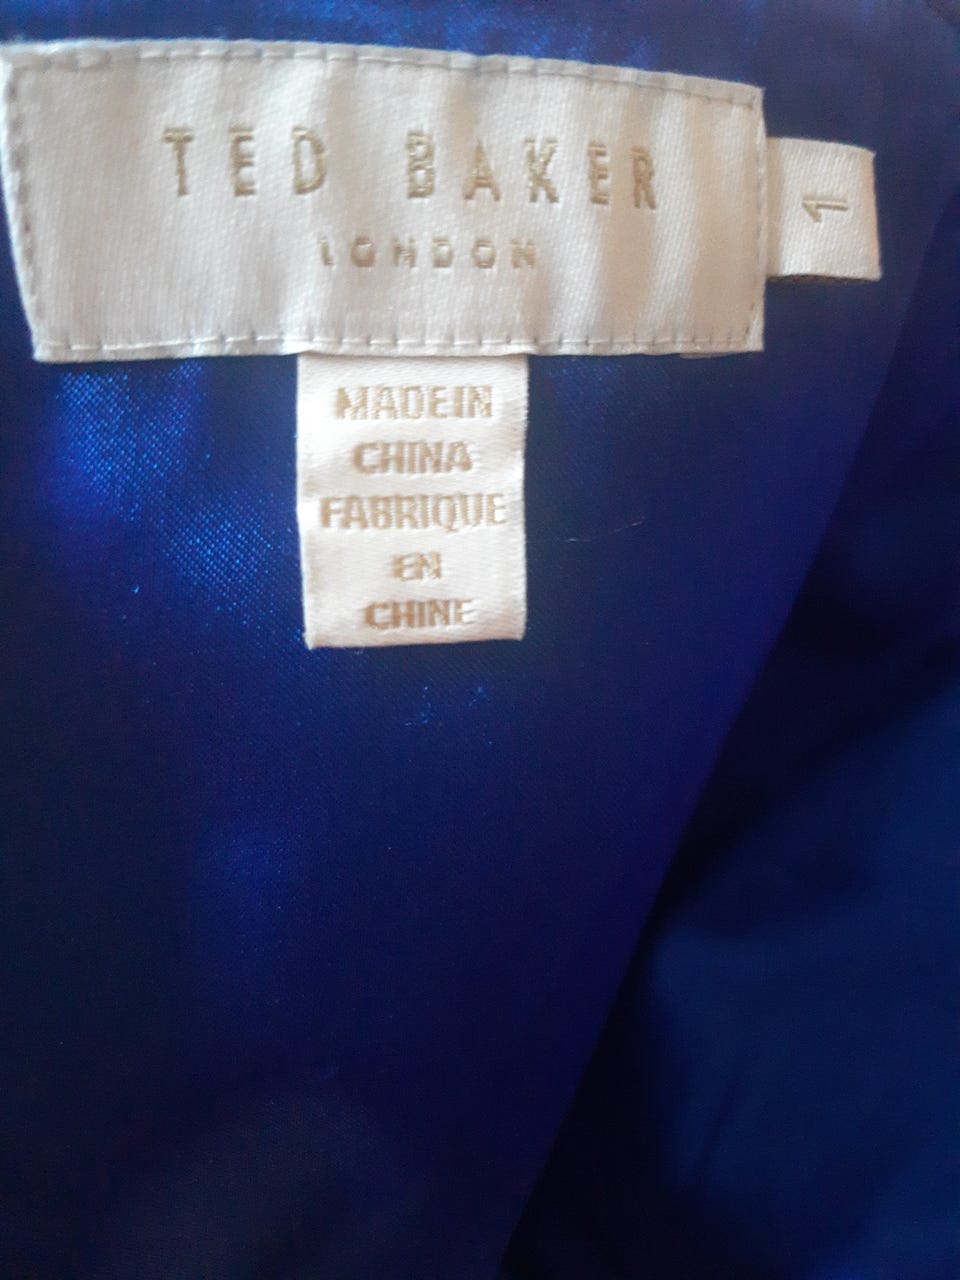 TED BAKER
LONDON
1
MADE IN
CHINA
FABRIQUE
EN
CHINE